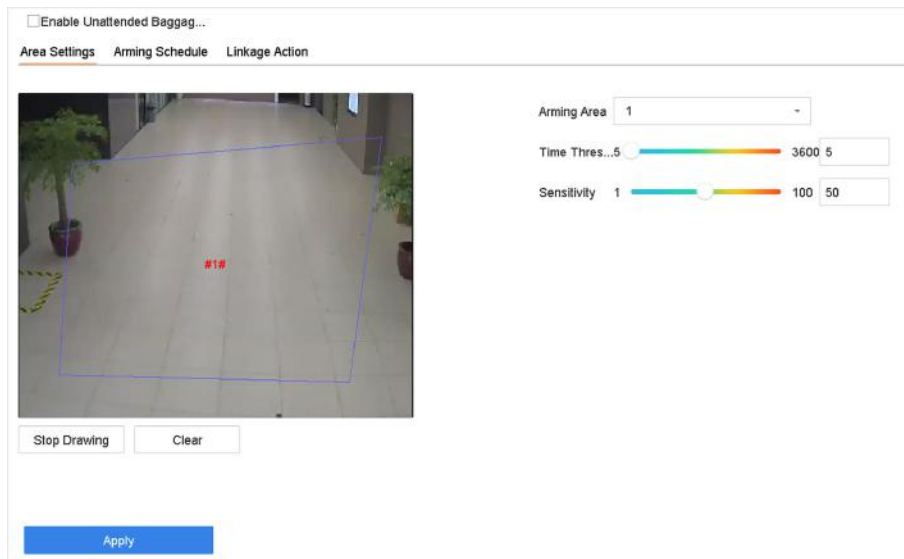 Enable Unattended Baggag...
Area Settings Arming Schedule Linkage Action
Arming Area 1
Time Thres...5 3600 5
Sensitivity 1 100 50
#1#
Stop Drawing Clear
Apply